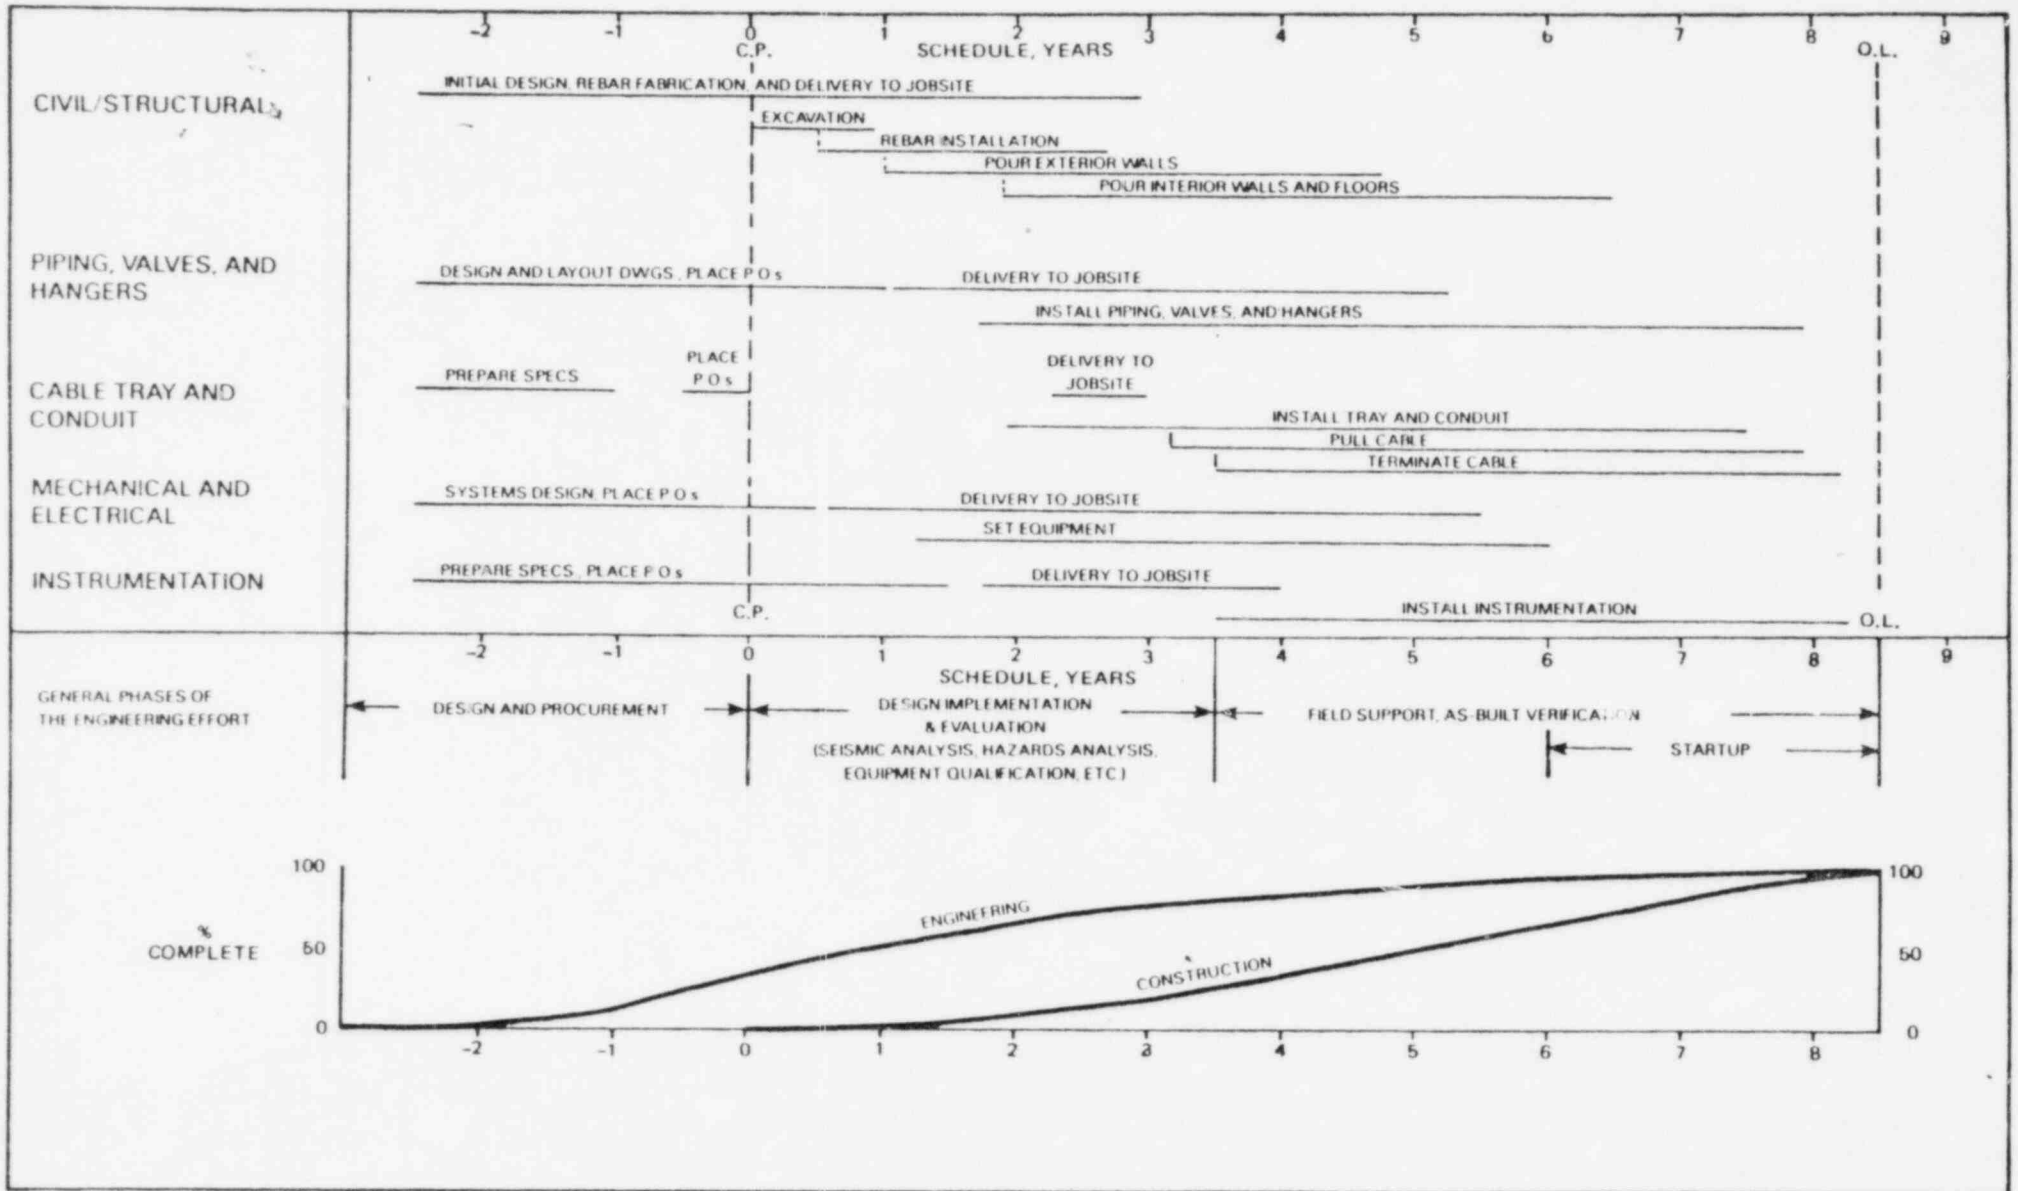 -2 -1 0 1 2 3 4 5 6 7 8 9
C.P. SCHEDULE, YEARS O.L.
CIVIL/STRUCTURAL
INITIAL DESIGN, REBAR FABRICATION, AND DELIVERY TO JOBSITE
EXCAVATION
REBAR INSTALLATION
POUR EXTERIOR WALLS
POUR INTERIOR WALLS AND FLOORS
PIPING, VALVES, AND
HANGERS
DESIGN AND LAYOUT DWGS., PLACE P O s
DELIVERY TO JOBSITE
INSTALL PIPING, VALVES, AND HANGERS
CABLE TRAY AND
CONDUIT
PREPARE SPECS
PLACE
P O s
DELIVERY TO
JOBSITE
INSTALL TRAY AND CONDUIT
PULL CABLE
TERMINATE CABLE
MECHANICAL AND
ELECTRICAL
SYSTEMS DESIGN, PLACE P O s
DELIVERY TO JOBSITE
SET EQUIPMENT
INSTRUMENTATION
PREPARE SPECS., PLACE P O s
DELIVERY TO JOBSITE
INSTALL INSTRUMENTATION
C.P. O.L.
-2 -1 0 1 2 3 4 5 6 7 8 9
SCHEDULE, YEARS
GENERAL PHASES OF
THE ENGINEERING EFFORT
DESIGN AND PROCUREMENT
DESIGN IMPLEMENTATION
& EVALUATION
(SEISMIC ANALYSIS, HAZARDS ANALYSIS,
EQUIPMENT QUALIFICATION, ETC)
FIELD SUPPORT, AS-BUILT VERIFICATION
STARTUP
%
COMPLETE
100
50
0
ENGINEERING
CONSTRUCTION
100
50
0
-2 -1 0 1 2 3 4 5 6 7 8